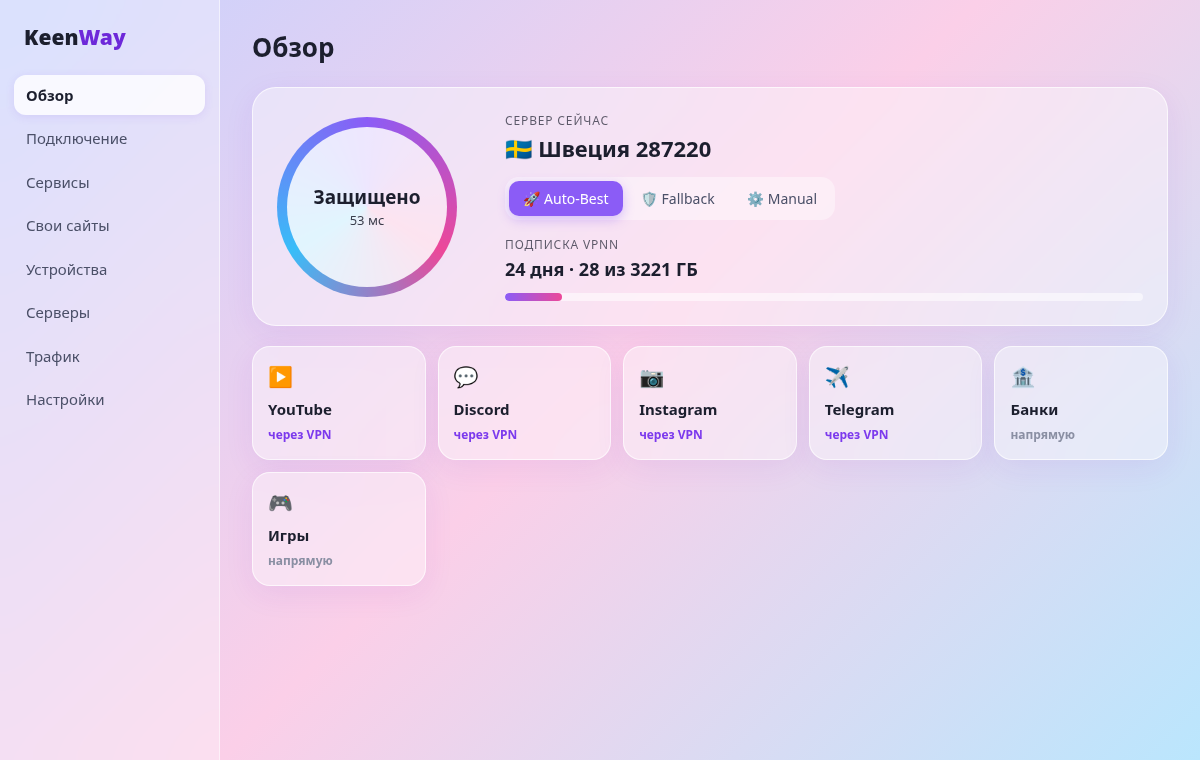 KeenWay
Обзор
Подключение
Сервисы
Свои сайты
Устройства
Серверы
Трафик
Настройки
Обзор
Защищено
53 мс
СЕРВЕР СЕЙЧАС
🇸🇪 Швеция 287220
🚀 Auto-Best 🛡️ Fallback ⚙️ Manual
ПОДПИСКА VPNN
24 дня · 28 из 3221 ГБ
YouTube
через VPN
Discord
через VPN
Instagram
через VPN
Telegram
через VPN
Банки
напрямую
Игры
напрямую